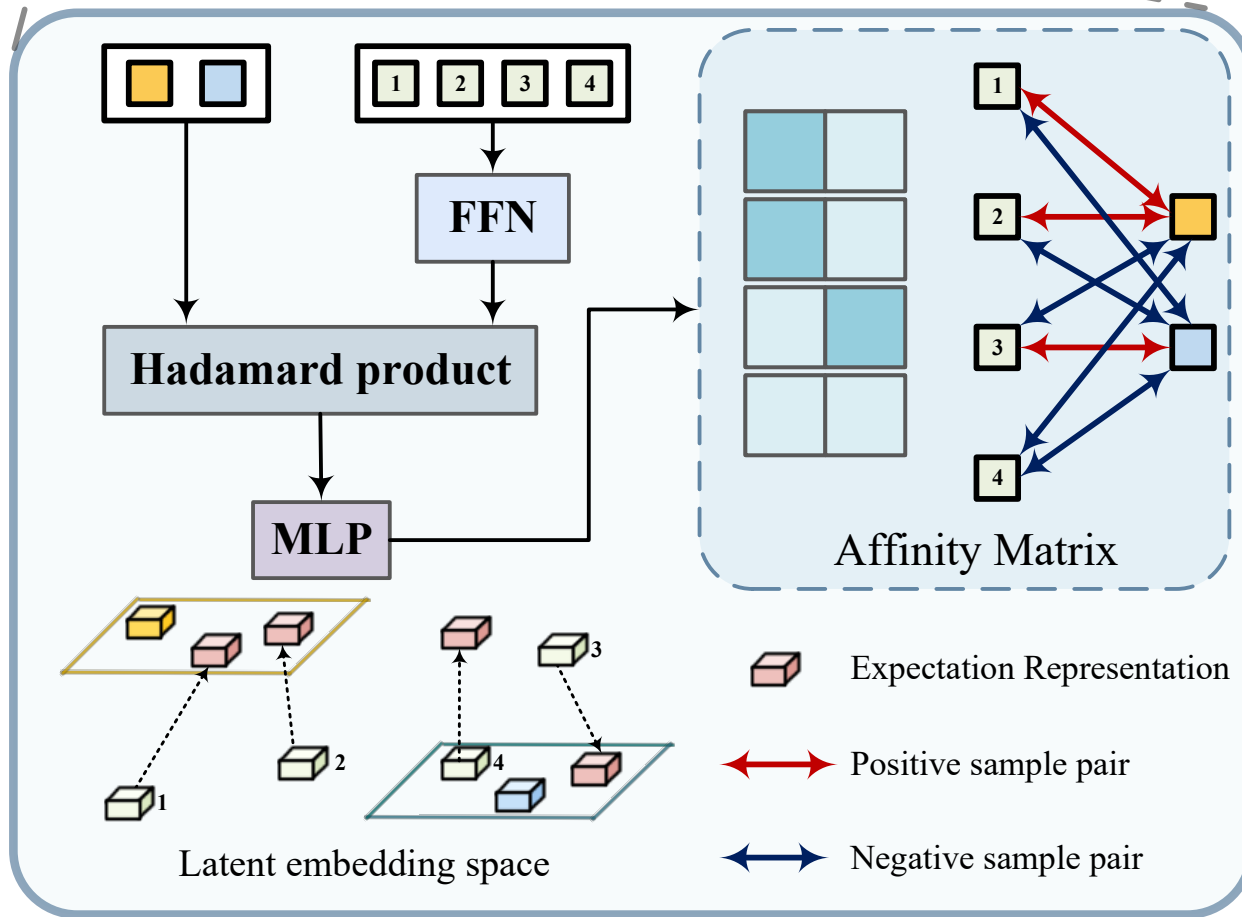 1 2 3 4
FFN
Hadamard product
MLP
1
2
3
4
Affinity Matrix
1
2
3
4
Latent embedding space
Expectation Representation
Positive sample pair
Negative sample pair